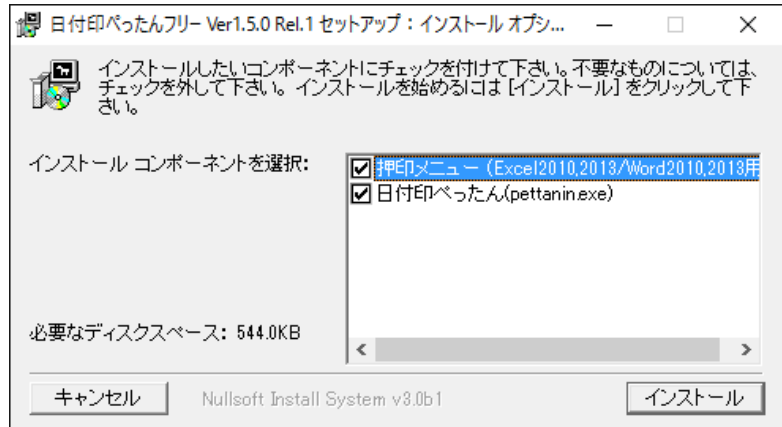 日付印ぺったんフリー Ver1.5.0 Rel.1 セットアップ：インストール オプシ...
インストールしたいコンポーネントにチェックを付けて下さい。不要なものについては、
チェックを外して下さい。インストールを始めるには [インストール] をクリックして下
さい。
インストール コンポーネントを選択:
押印メニュー (Excel2010,2013/Word2010,2013用
日付印ぺったん(pettanin.exe)
必要なディスクスペース: 544.0KB
キャンセル
Nullsoft Install System v3.0b1
インストール